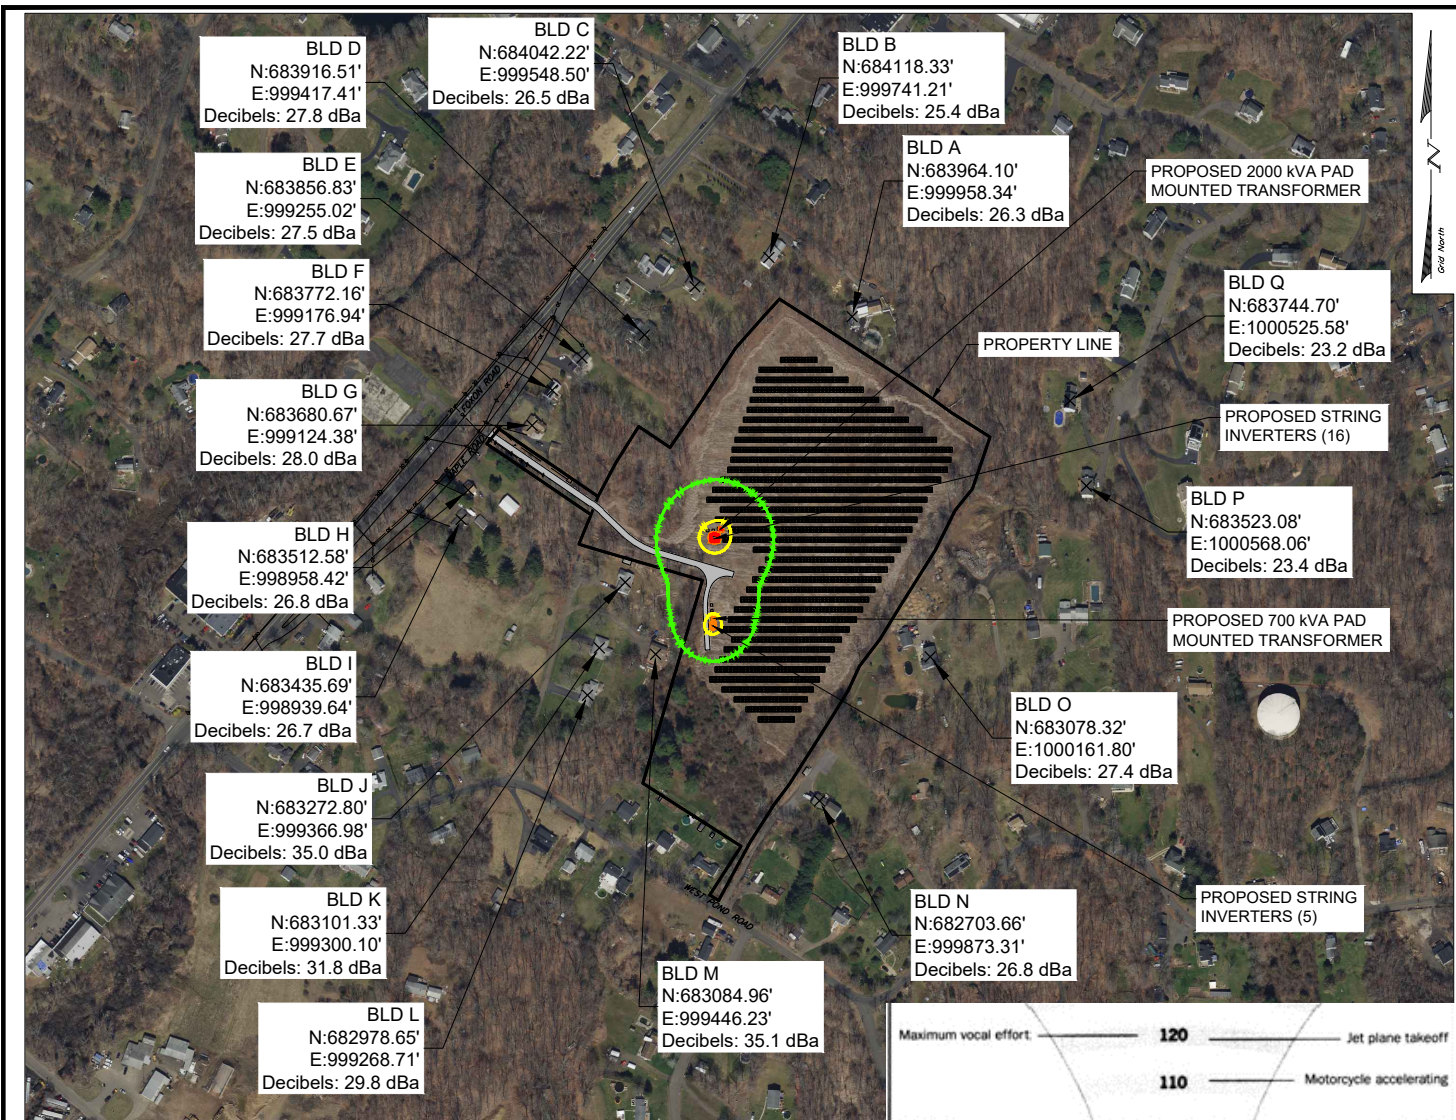 BLD C
N:684042.22'
E:999548.50'
Decibels: 26.5 dBa
BLD D
N:683916.51'
E:999417.41'
Decibels: 27.8 dBa
BLD B
N:684118.33'
E:999741.21'
Decibels: 25.4 dBa
BLD A
N:683964.10'
E:999958.34'
Decibels: 26.3 dBa
PROPOSED 2000 kVA PAD
MOUNTED TRANSFORMER
N
Grid North
BLD E
N:683856.83'
E:999255.02'
Decibels: 27.5 dBa
BLD F
N:683772.16'
E:999176.94'
Decibels: 27.7 dBa
BLD Q
N:683744.70'
E:1000525.58'
Decibels: 23.2 dBa
PROPERTY LINE
FOXON ROAD
BLD G
N:683680.67'
E:999124.38'
Decibels: 28.0 dBa
PROPOSED STRING
INVERTERS (16)
BLD P
N:683523.08'
E:1000568.06'
Decibels: 23.4 dBa
BLD H
N:683512.58'
E:998958.42'
Decibels: 26.8 dBa
PROPOSED 700 kVA PAD
MOUNTED TRANSFORMER
BLD I
N:683435.69'
E:998939.64'
Decibels: 26.7 dBa
BLD O
N:683078.32'
E:1000161.80'
Decibels: 27.4 dBa
BLD J
N:683272.80'
E:999366.98'
Decibels: 35.0 dBa
BLD K
N:683101.33'
E:999300.10'
Decibels: 31.8 dBa
WEST POND ROAD
BLD N
N:682703.66'
E:999873.31'
Decibels: 26.8 dBa
PROPOSED STRING
INVERTERS (5)
BLD L
N:682978.65'
E:999268.71'
Decibels: 29.8 dBa
BLD M
N:683084.96'
E:999446.23'
Decibels: 35.1 dBa
Maximum vocal effort 120 Jet plane takeoff
110 Motorcycle accelerating